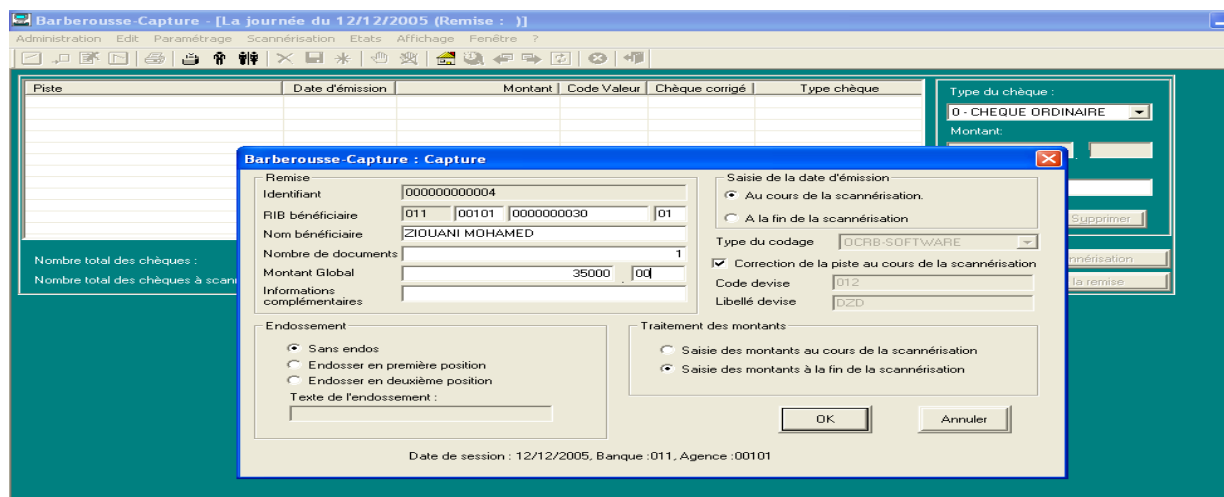 Barberousse-Capture - [La journée du 12/12/2005 (Remise : )]
Administration Edit Paramétrage Scannérisation Etats Affichage Fenêtre ?
Piste Date d'émission Montant Code Valeur Chèque corrigé Type chèque
Type du chèque :
0 - CHEQUE ORDINAIRE
Montant:
.
Supprimer
Nombre total des chèques :
nnérisation
Nombre total des chèques à scan
la remise
Barberousse-Capture : Capture
Remise
Identifiant 000000000004
RIB bénéficiaire 011 00101 0000000030 01
Nom bénéficiaire ZIOUANI MOHAMED
Nombre de documents 1
Montant Global 35000 . 00
Informations
complémentaires
Saisie de la date d'émission
Au cours de la scannérisation.
A la fin de la scannérisation
Type du codage OCRB-SOFTWARE
Correction de la piste au cours de la scannérisation
Code devise 012
Libellé devise DZD
Endossement
Sans endos
Endosser en première position
Endosser en deuxième position
Texte de l'endossement :
Traitement des montants
Saisie des montants au cours de la scannérisation
Saisie des montants à la fin de la scannérisation
OK Annuler
Date de session : 12/12/2005, Banque :011, Agence :00101